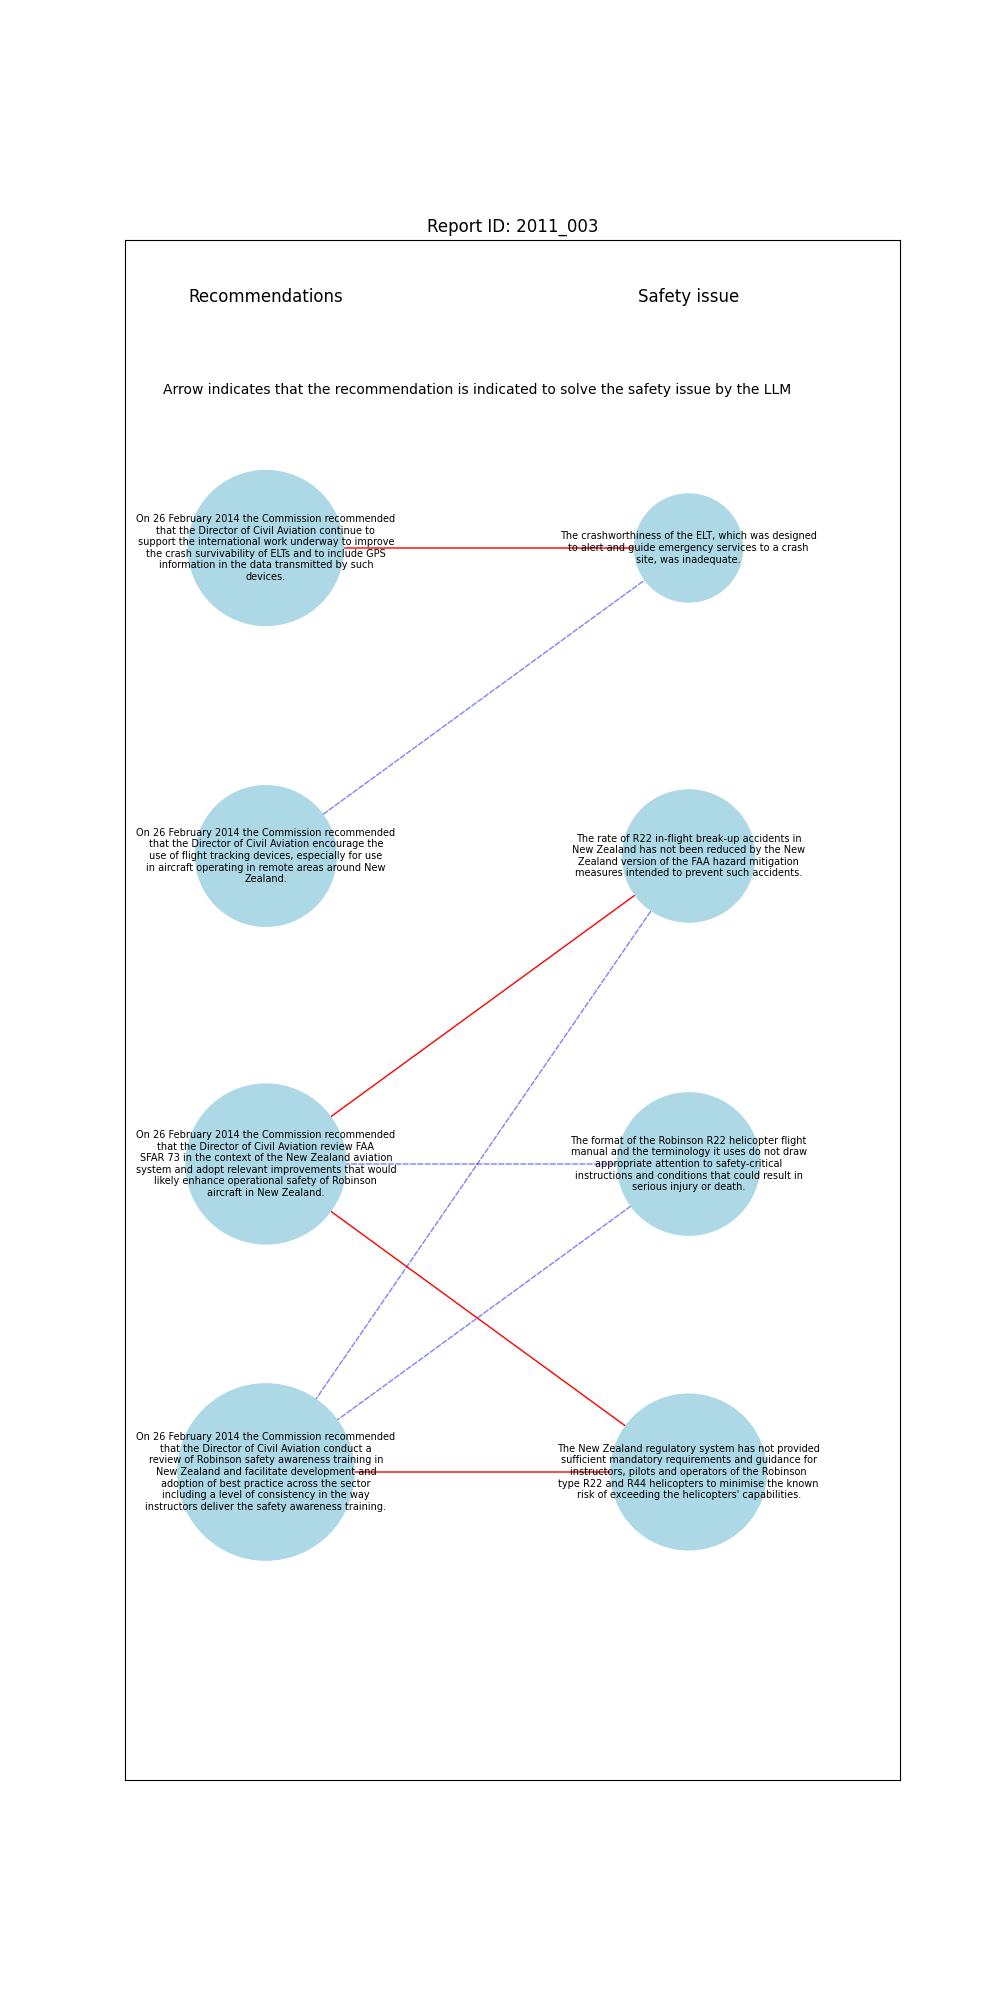 Report ID: 2011_003
Recommendations
Safety issue
Arrow indicates that the recommendation is indicated to solve the safety issue by the LLM
On 26 February 2014 the Commission recommended
that the Director of Civil Aviation continue to
support the international work underway to improve
the crash survivability of ELTs and to include GPS
information in the data transmitted by such
devices.
The crashworthiness of the ELT, which was designed
to alert and guide emergency services to a crash
site, was inadequate.
On 26 February 2014 the Commission recommended
that the Director of Civil Aviation encourage the
use of flight tracking devices, especially for use
in aircraft operating in remote areas around New
Zealand.
The rate of R22 in-flight break-up accidents in
New Zealand has not been reduced by the New
Zealand version of the FAA hazard mitigation
measures intended to prevent such accidents.
On 26 February 2014 the Commission recommended
that the Director of Civil Aviation review FAA
SFAR 73 in the context of the New Zealand aviation
system and adopt relevant improvements that would
likely enhance operational safety of Robinson
aircraft in New Zealand.
The format of the Robinson R22 helicopter flight
manual and the terminology it uses do not draw
appropriate attention to safety-critical
instructions and conditions that could result in
serious injury or death.
On 26 February 2014 the Commission recommended
that the Director of Civil Aviation conduct a
review of Robinson safety awareness training in
New Zealand and facilitate development and
adoption of best practice across the sector
including a level of consistency in the way
instructors deliver the safety awareness training.
The New Zealand regulatory system has not provided
sufficient mandatory requirements and guidance for
instructors, pilots and operators of the Robinson
type R22 and R44 helicopters to minimise the known
risk of exceeding the helicopters' capabilities.